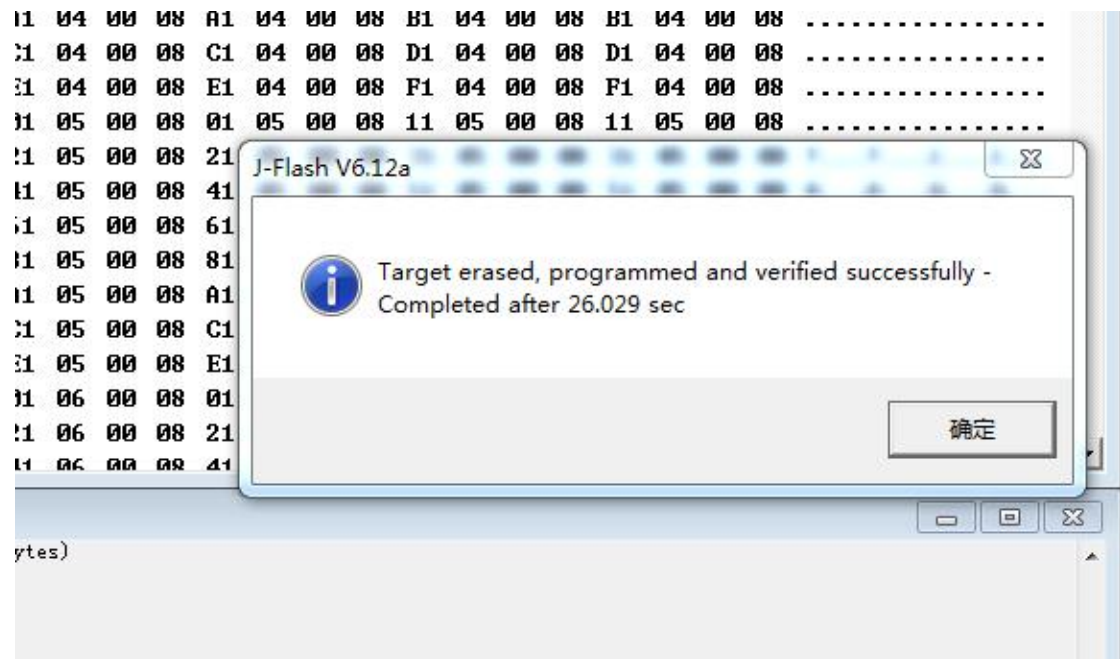 04 00 08 A1 04 00 08 B1 04 00 08 B1 04 00 08 ................
04 00 08 C1 04 00 08 D1 04 00 08 D1 04 00 08 ................
04 00 08 E1 04 00 08 F1 04 00 08 F1 04 00 08 ................
05 00 08 01 05 00 08 11 05 00 08 11 05 00 08 ................
05 00 08 21
05 00 08 41
05 00 08 61
05 00 08 81
05 00 08 A1
05 00 08 C1
05 00 08 E1
06 00 08 01
06 00 08 21
06 00 08 41
J-Flash V6.12a
Target erased, programmed and verified successfully -
Completed after 26.029 sec
确定
ytes)